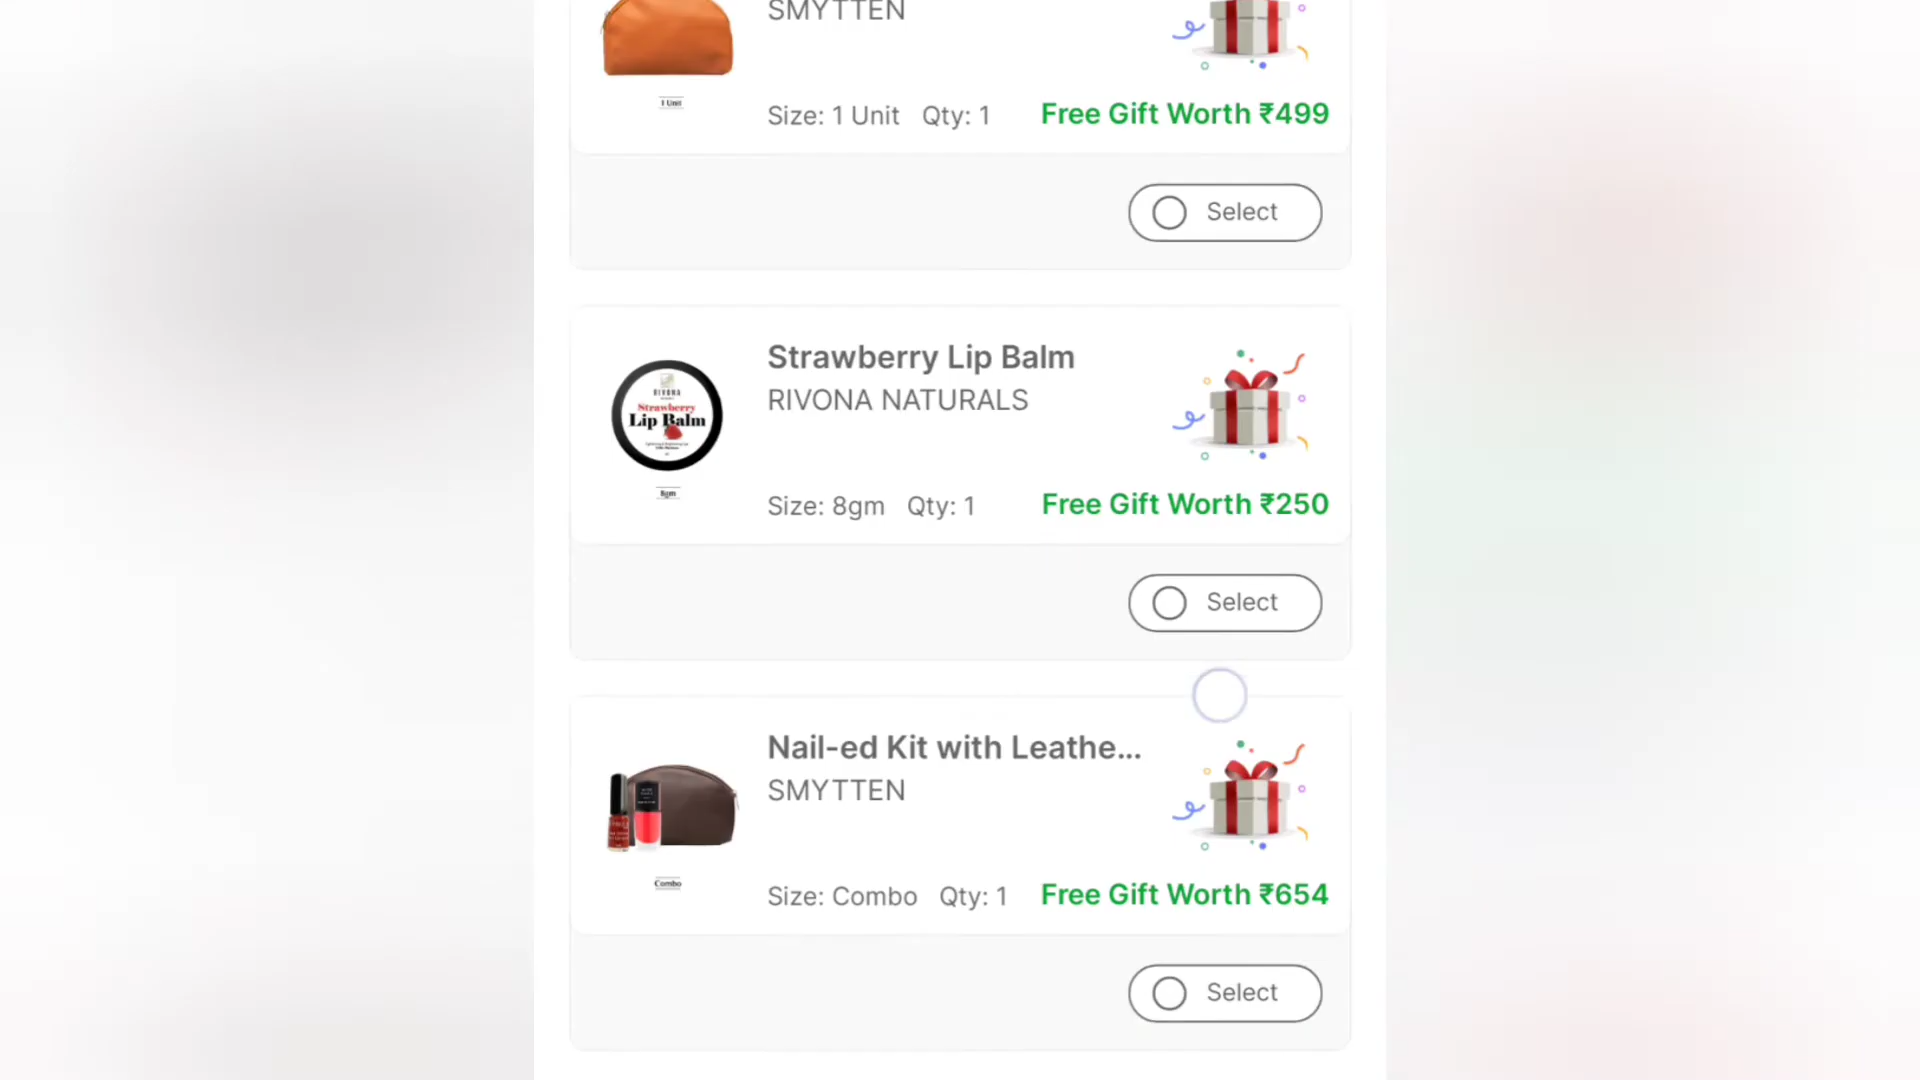 SMYTTEN
1 Unit
Size: 1 Unit Qty: 1 Free Gift Worth ₹499
Select
Strawberry Lip Balm
RIVONA NATURALS
RIVONA
Strawberry
Lip Balm
8gm
Size: 8gm Qty: 1 Free Gift Worth ₹250
Select
Nail-ed Kit with Leathe...
SMYTTEN
Combo
Size: Combo Qty: 1 Free Gift Worth ₹654
Select